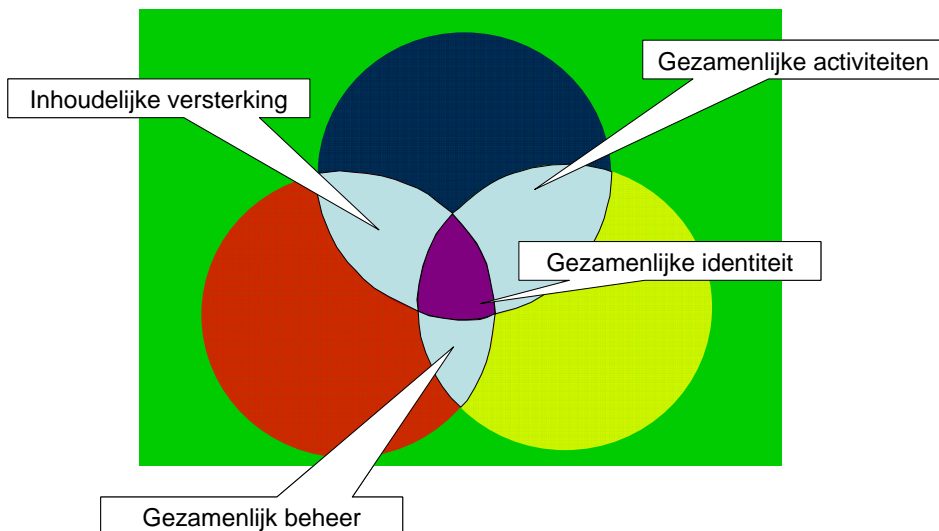 Gezamenlijke activiteiten
Inhoudelijke versterking
Gezamenlijke identiteit
Gezamenlijk beheer